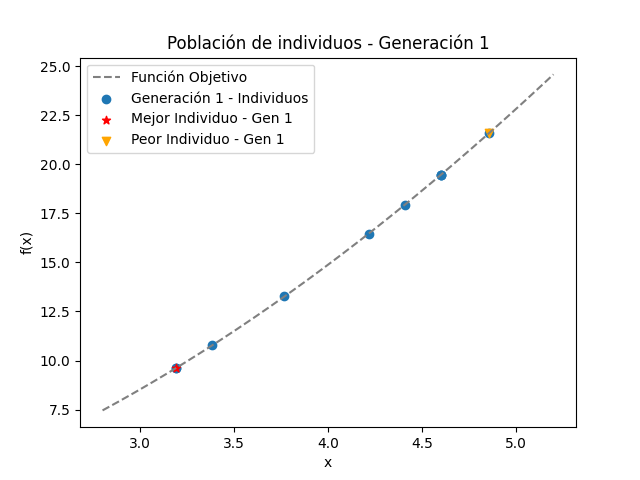 Población de individuos - Generación 1
Función Objetivo
Generación 1 - Individuos
Mejor Individuo - Gen 1
Peor Individuo - Gen 1
25.0
22.5
20.0
17.5
15.0
12.5
10.0
7.5
f(x)
3.0 3.5 4.0 4.5 5.0
x